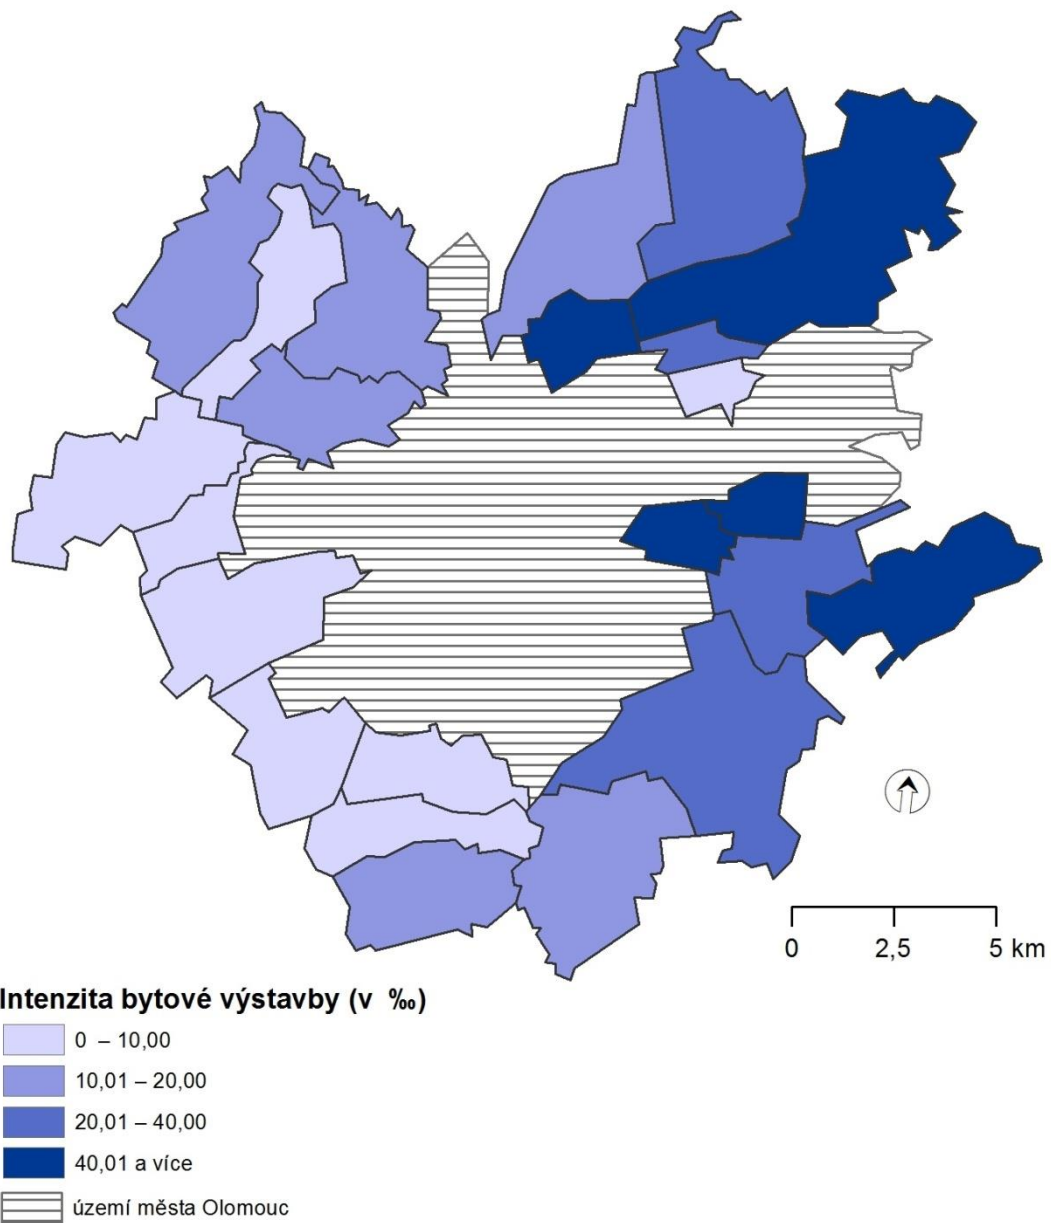 0 2,5 5 km
Intenzita bytové výstavby (v ‰)
0 – 10,00
10,01 – 20,00
20,01 – 40,00
40,01 a více
území města Olomouc